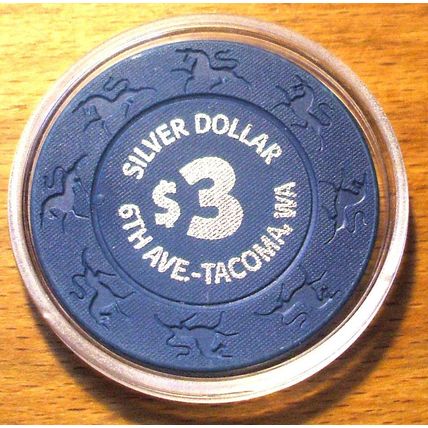 SILVER DOLLAR
$3
6TH AVE.-TACOMA, WA